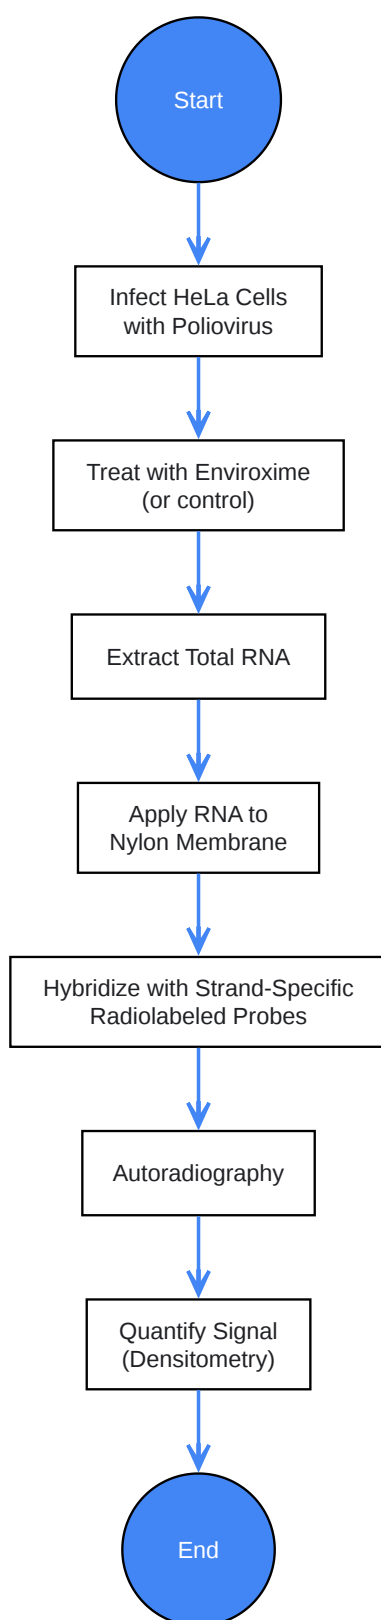 Start
Infect HeLa Cells
with Poliovirus
Treat with Enviroxime
(or control)
Extract Total RNA
Apply RNA to
Nylon Membrane
Hybridize with Strand-Specific
Radiolabeled Probes
Autoradiography
Quantify Signal
(Densitometry)
End